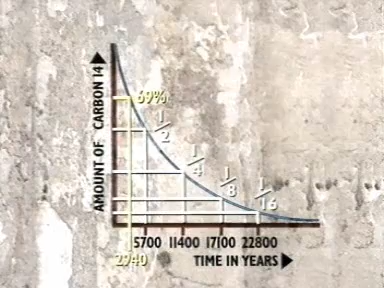 AMOUNT OF CARBON 14
69%
1/2
1/4
1/8
1/16
5700 11400 17100 22800
2940
TIME IN YEARS